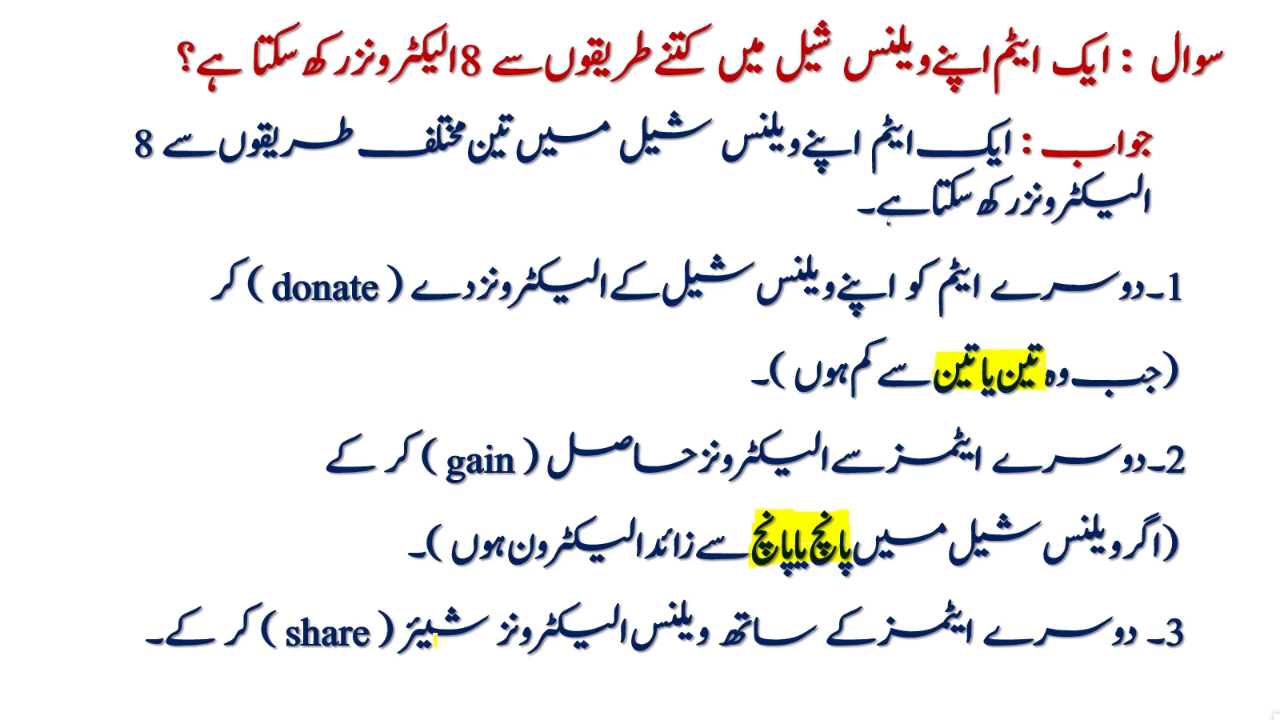 سوال : ایک ایٹم اپنے ویلنس شیل میں کتنے طریقوں سے 8 الیکٹرونز رکھ سکتا ہے؟
جواب : ایک ایٹم اپنے ویلنس شیل میں تین مختلف طریقوں سے 8
الیکٹرونز رکھ سکتا ہے۔
1۔ دوسرے ایٹم کو اپنے ویلنس شیل کے الیکٹرونز دے ( donate ) کر
(جب وہ تین یا تین سے کم ہوں )۔
2۔ دوسرے ایٹمز سے الیکٹرونز حاصل ( gain ) کر کے
(اگر ویلنس شیل میں پانچ یا پانچ سے زائد الیکٹرون ہوں )۔
3۔ دوسرے ایٹمز کے ساتھ ویلنس الیکٹرونز شیئر ( share ) کر کے۔